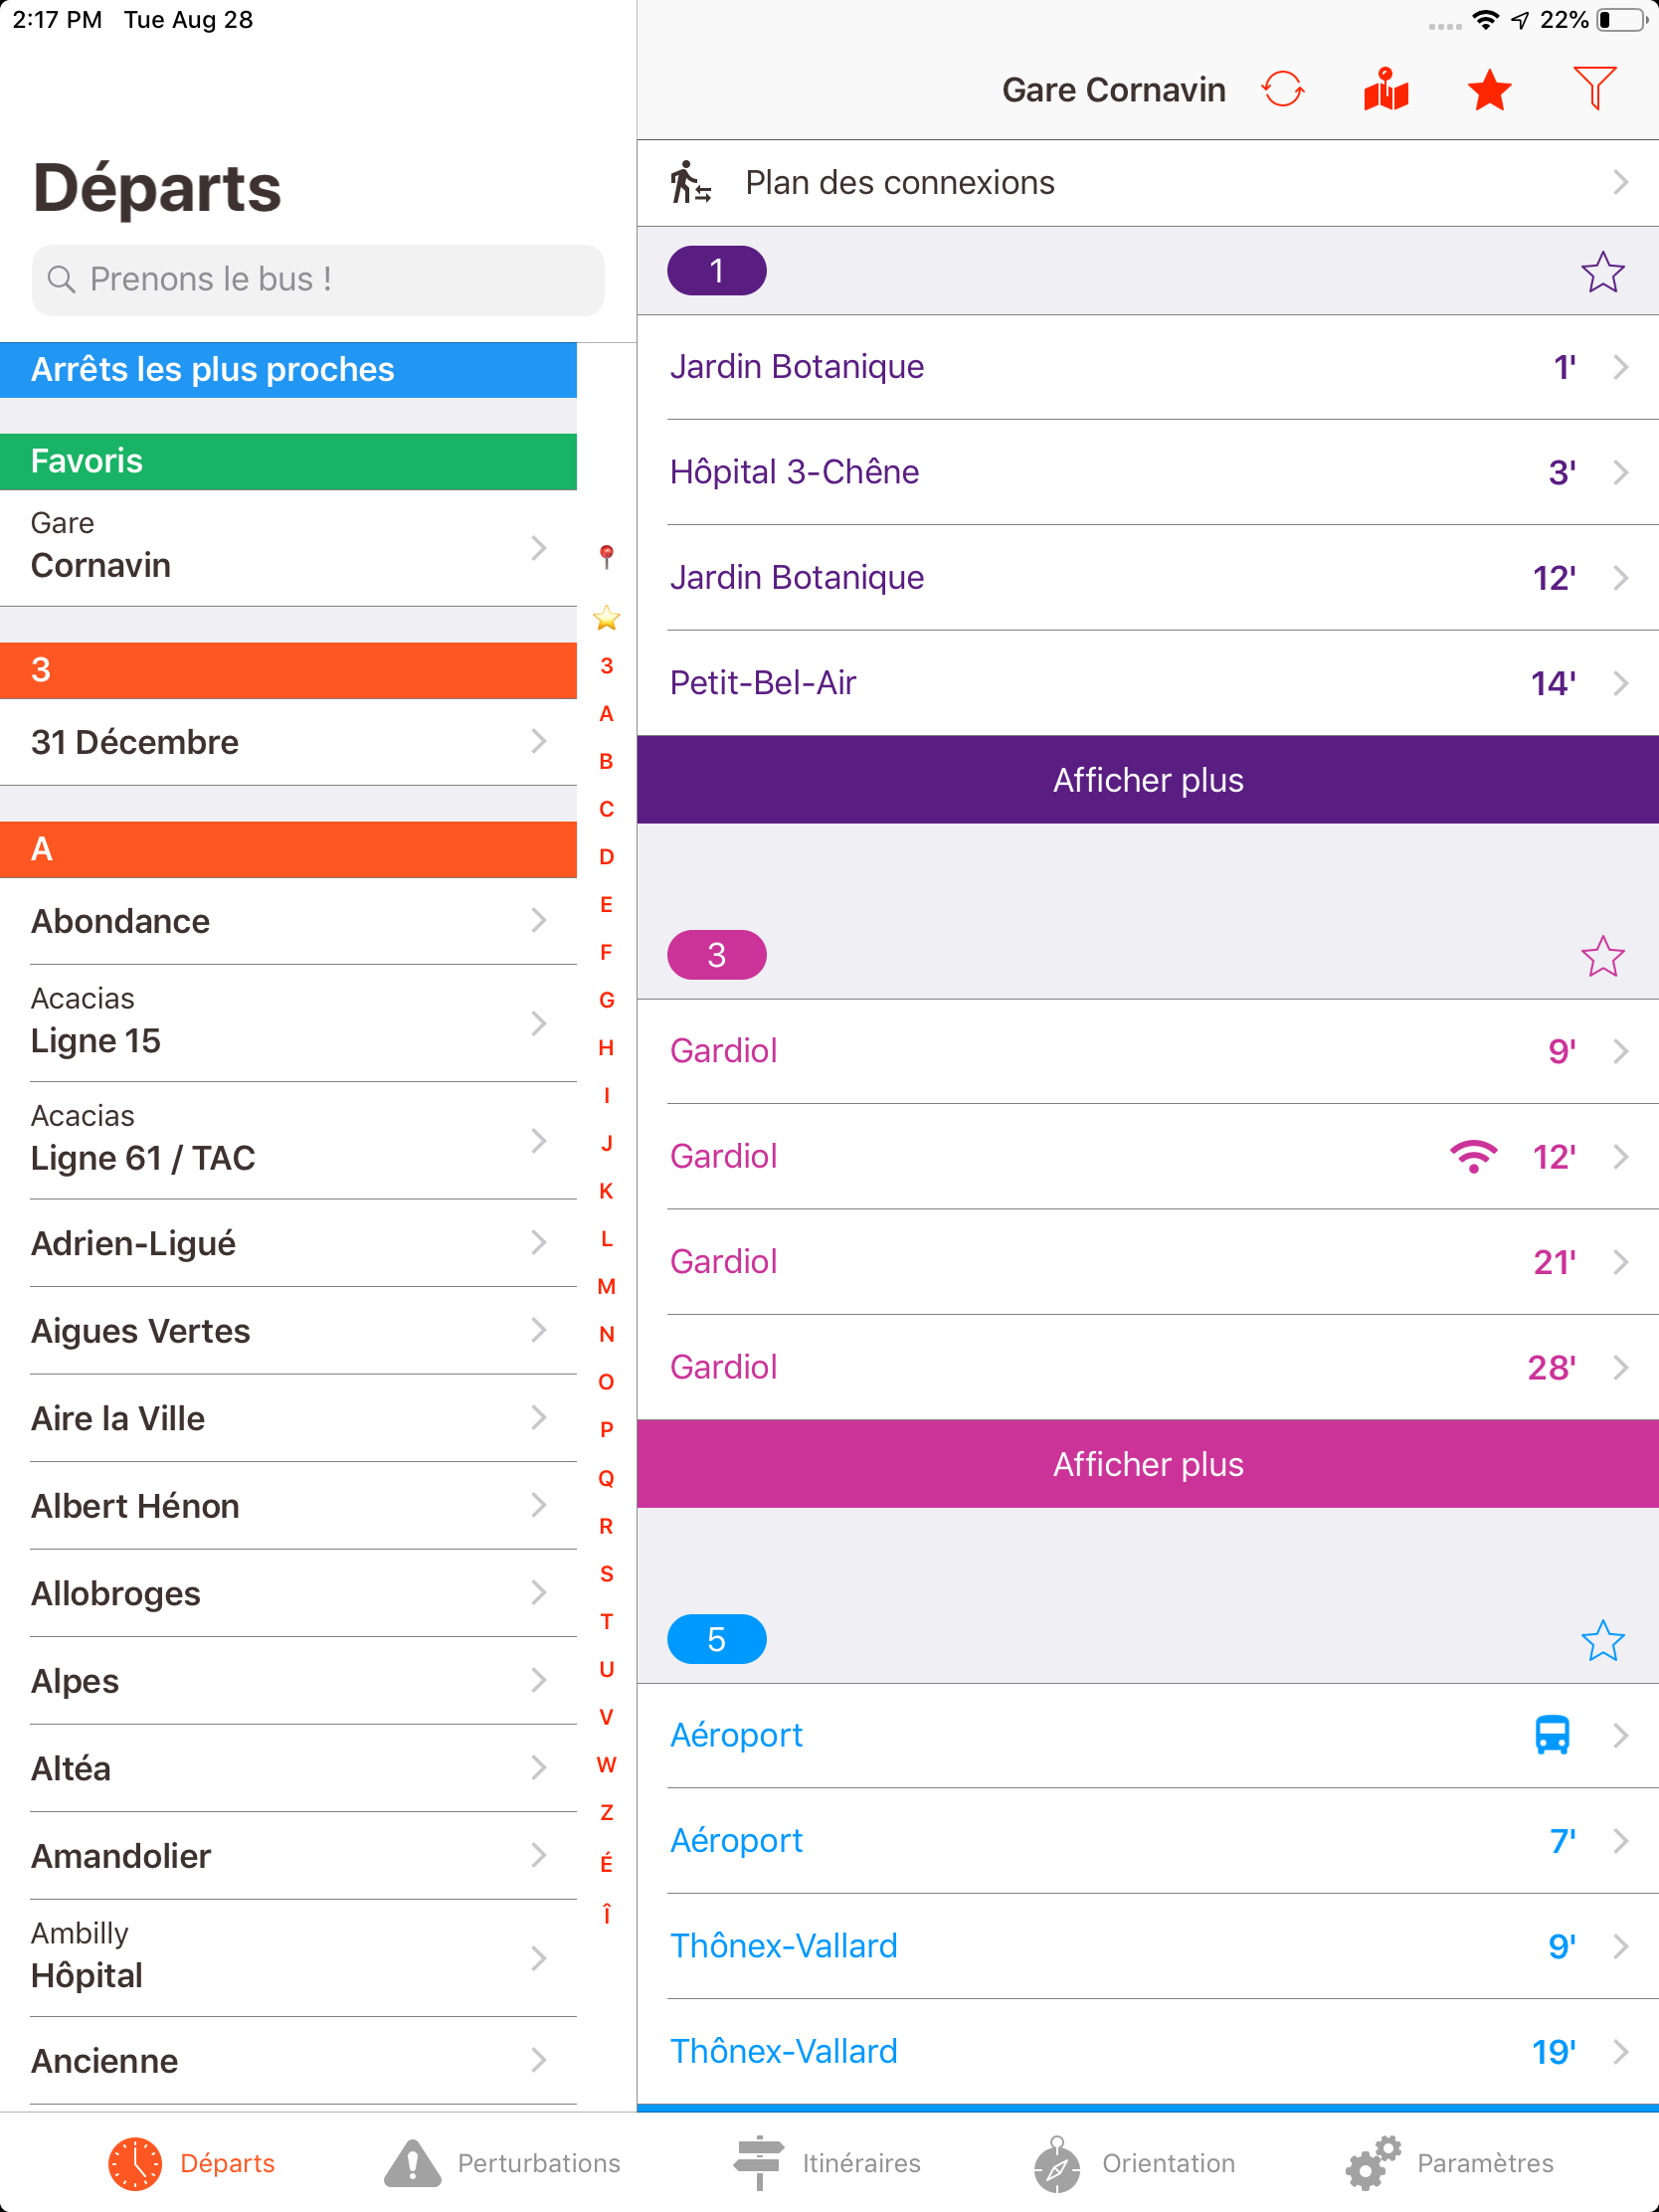 2:17 PM Tue Aug 28
22%
Départs
Prenons le bus !
Arrêts les plus proches
Favoris
Gare
Cornavin
3
31 Décembre
A
Abondance
Acacias
Ligne 15
Acacias
Ligne 61 / TAC
Adrien-Ligué
Aigues Vertes
Aire la Ville
Albert Hénon
Allobroges
Alpes
Altéa
Amandolier
Ambilly
Hôpital
Ancienne
3
A
B
C
D
E
F
G
H
I
J
K
L
M
N
O
P
Q
R
S
T
U
V
W
Z
É
Î
Gare Cornavin
Plan des connexions
1
Jardin Botanique 1'
Hôpital 3-Chêne 3'
Jardin Botanique 12'
Petit-Bel-Air 14'
Afficher plus
3
Gardiol 9'
Gardiol 12'
Gardiol 21'
Gardiol 28'
Afficher plus
5
Aéroport
Aéroport 7'
Thônex-Vallard 9'
Thônex-Vallard 19'
Départs Perturbations Itinéraires Orientation Paramètres